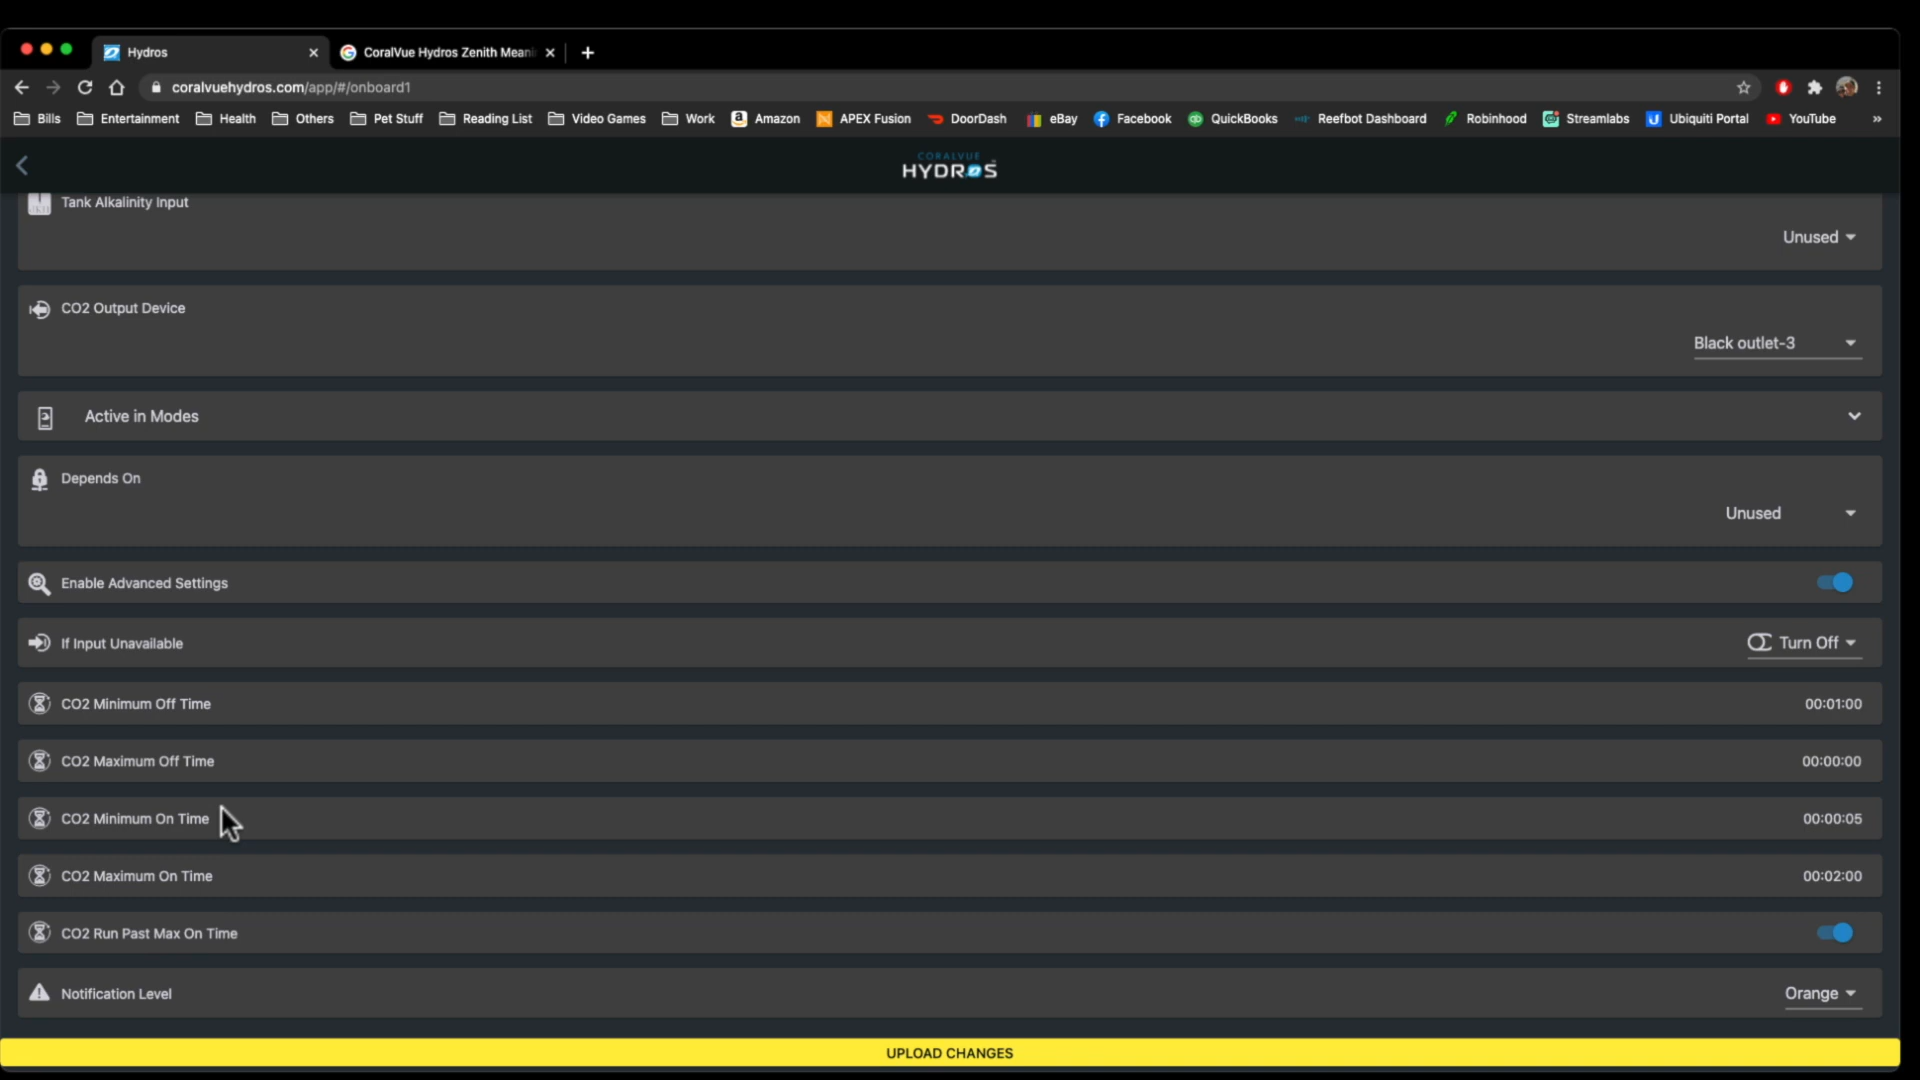 Hydros
CoralVue Hydros Zenith Meani
coralvuehydros.com/app/#/onboard1
Bills Entertainment Health Others Pet Stuff Reading List Video Games Work Amazon APEX Fusion DoorDash eBay Facebook QuickBooks Reefbot Dashboard Robinhood Streamlabs Ubiquiti Portal YouTube »
CORALVUE
HYDROS
Tank Alkalinity Input
Unused
CO2 Output Device
Black outlet-3
Active in Modes
Depends On
Unused
Enable Advanced Settings
If Input Unavailable Turn Off
CO2 Minimum Off Time 00:01:00
CO2 Maximum Off Time 00:00:00
CO2 Minimum On Time 00:00:05
CO2 Maximum On Time 00:02:00
CO2 Run Past Max On Time
Notification Level Orange
UPLOAD CHANGES